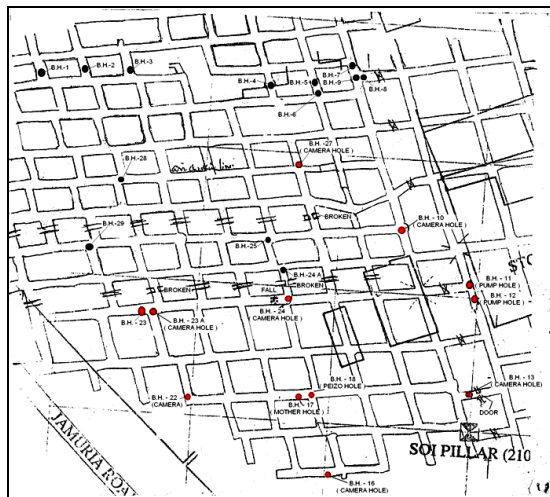 B.H.-1
B.H.-2
B.H.-3
B.H.-4
B.H.-5
B.H.-7
B.H.-9
B.H.-8
B.H.-6
B.H.-27
( CAMERA HOLE )
B.H.-28
B.H.-29
BROKEN
B.H. - 10
(CAMERA HOLE)
B.H.-25
B.H.-24 A
BROKEN
BROKEN
FALL
B.H. - 11
( PUMP HOLE)
B.H. - 12
(PUMP HOLE)
B.H. - 23
B.H. - 23 A
(CAMERA HOLE)
B.H. - 24
(CAMERA HOLE)
B.H. - 22
(CAMERA)
B.H. - 18
( PEIZO HOLE )
B.H. - 17
(MOTHER HOLE)
B.H. - 13
(CAMERA HOLE)
DOOR
JAMURIA ROA
SOI PILLAR (210
B.H. - 16
(CAMERA HOLE)